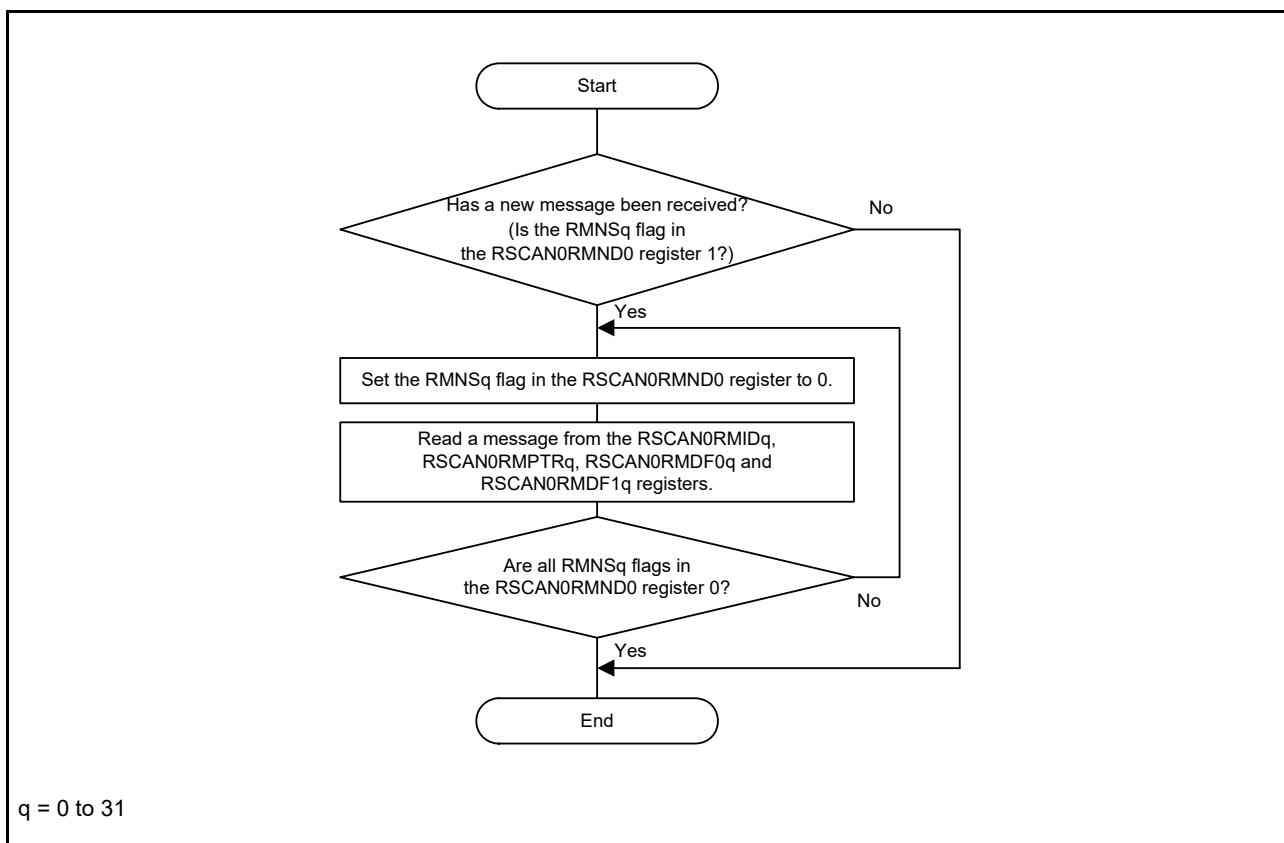 Start
Has a new message been received?
(Is the RMNSq flag in
the RSCAN0RMND0 register 1?)
No
Yes
Set the RMNSq flag in the RSCAN0RMND0 register to 0.
Read a message from the RSCAN0RMIDq,
RSCAN0RMPTRq, RSCAN0RMDF0q and
RSCAN0RMDF1q registers.
Are all RMNSq flags in
the RSCAN0RMND0 register 0?
No
Yes
End
q = 0 to 31